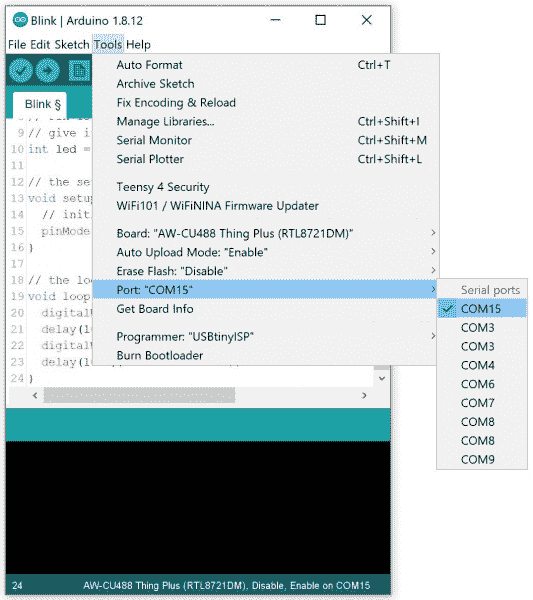 Blink | Arduino 1.8.12
File Edit Sketch Tools Help
Blink §
Auto Format Ctrl+T
Archive Sketch
Fix Encoding & Reload
Manage Libraries... Ctrl+Shift+I
Serial Monitor Ctrl+Shift+M
Serial Plotter Ctrl+Shift+L
Teensy 4 Security
WiFi101 / WiFiNINA Firmware Updater
Board: "AW-CU488 Thing Plus (RTL8721DM)"
Auto Upload Mode: "Enable"
Erase Flash: "Disable"
Port: "COM15"
Get Board Info
Programmer: "USBtinyISP"
Burn Bootloader
Serial ports
COM15
COM3
COM3
COM4
COM6
COM7
COM8
COM8
COM9
9 // give i
10 int led =
11
12 // the se
13 void setup
14 // init
15 pinMode
16 }
17
18 // the loo
19 void loop
20 digital
21 delay(1
22 digital
23 delay(1
24 }
24 AW-CU488 Thing Plus (RTL8721DM), Disable, Enable on COM15